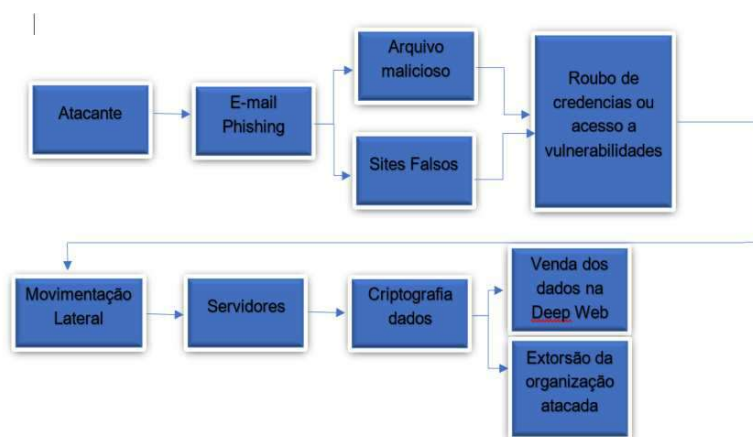 Atacante
E-mail
Phishing
Arquivo
malicioso
Sites Falsos
Roubo de
credencias ou
acesso a
vulnerabilidades
Movimentação
Lateral
Servidores
Criptografia
dados
Venda dos
dados na
Deep Web
Extorsão da
organização
atacada